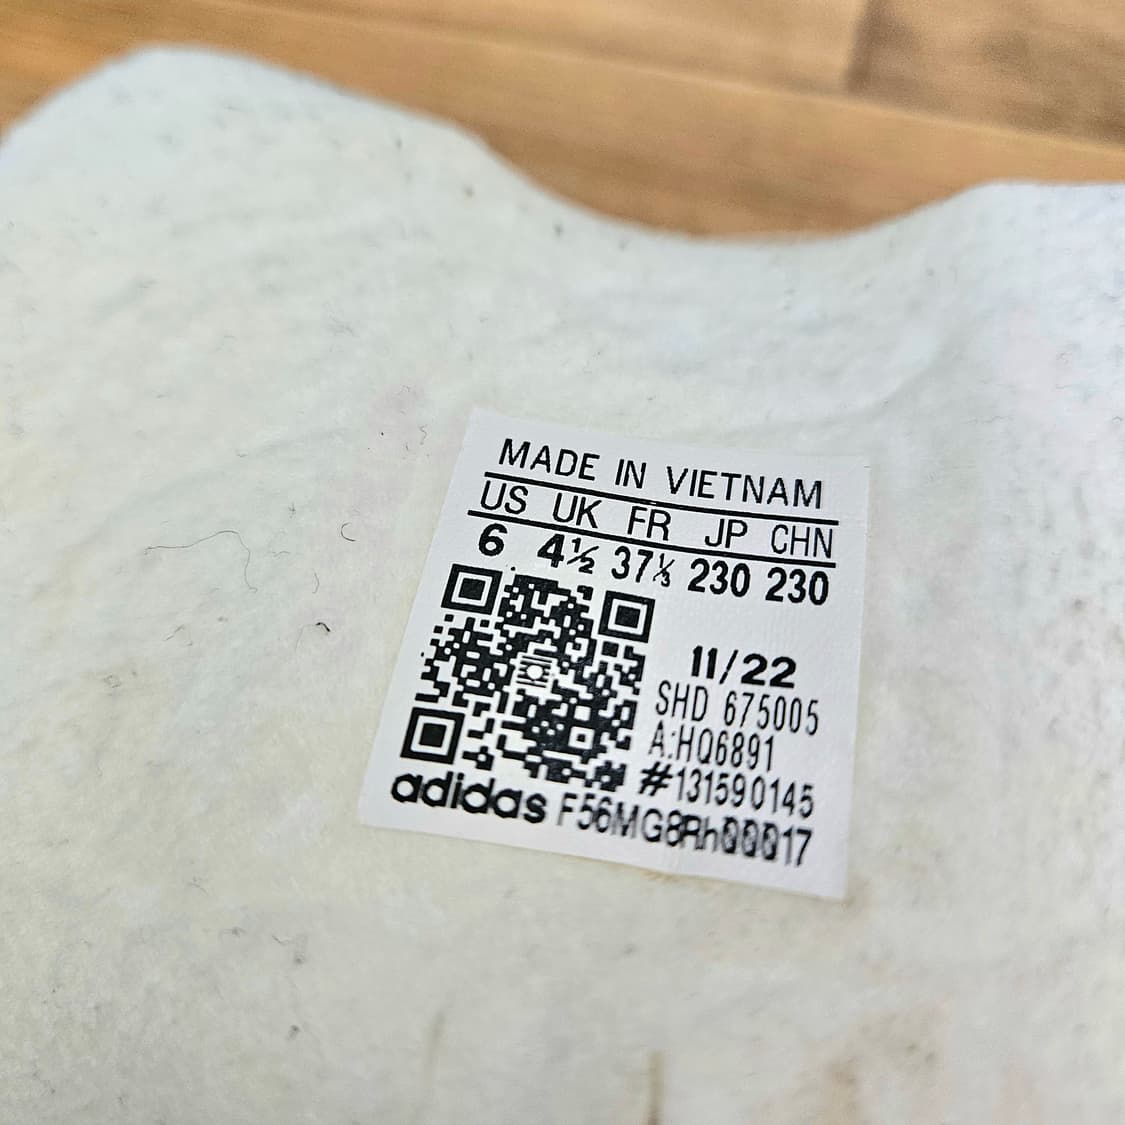 MADE IN VIETNAM
US UK FR JP CHN
6 4½ 37⅓ 230 230
11/22
SHD 675005
A:HQ6891
#131590145
adidas F56MG8Rh00017